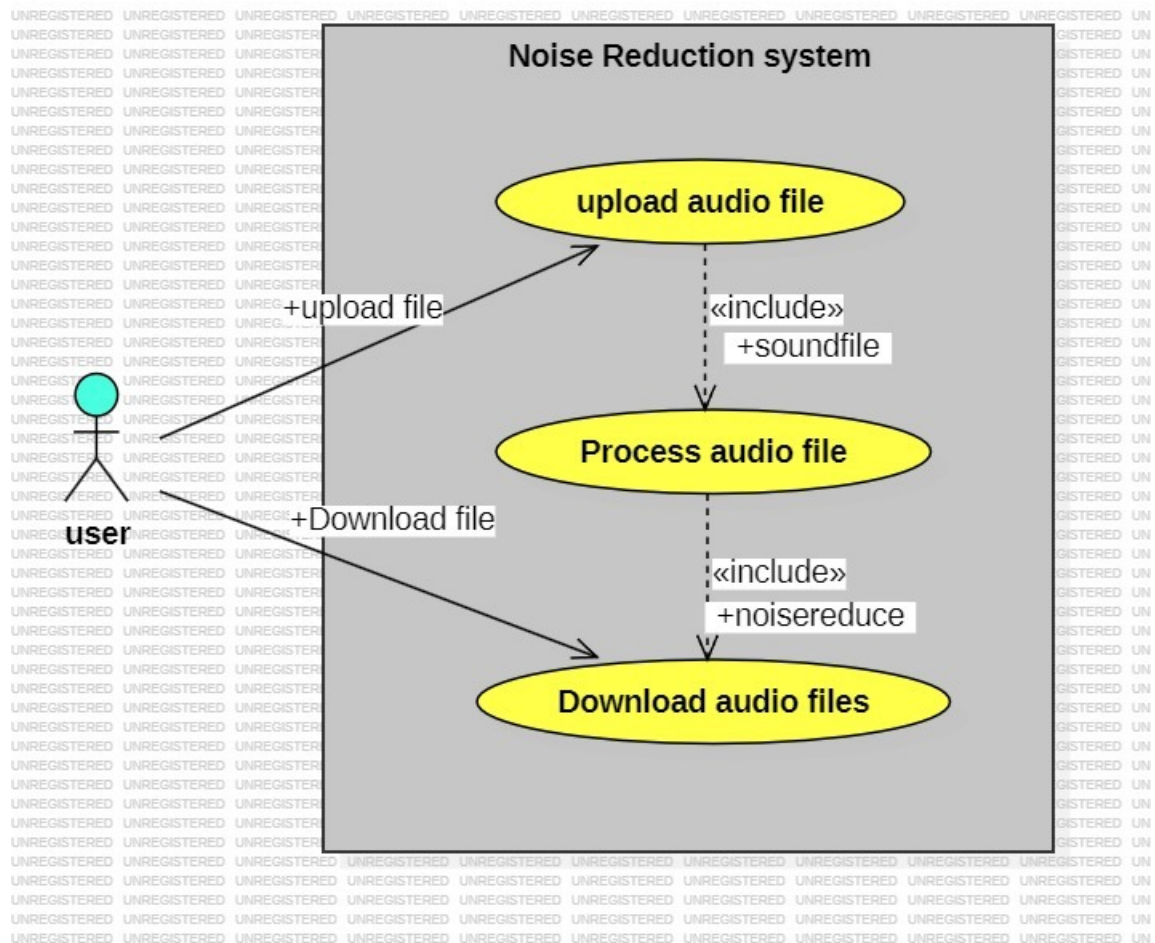 Noise Reduction system
upload audio file
+upload file
«include»
+soundfile
Process audio file
user
+Download file
«include»
+noisereduce
Download audio files
UNREGISTERED